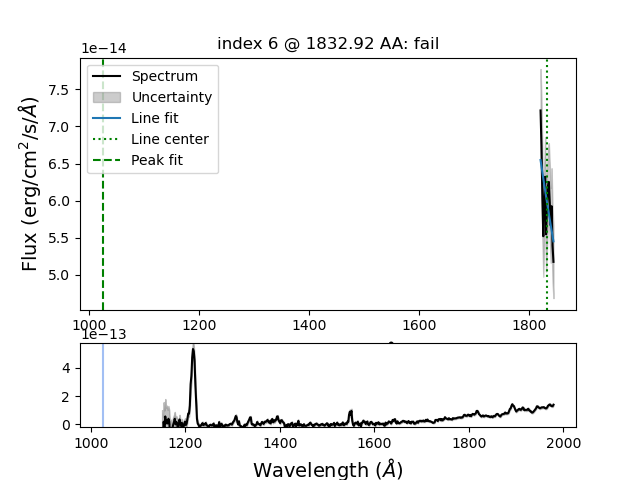 index 6 @ 1832.92 AA: fail
1e−14
Spectrum
Uncertainty
Line fit
Line center
Peak fit
7.5
7.0
6.5
6.0
5.5
5.0
Flux (erg/cm²/s/Å)
1000 1200 1400 1600 1800
1e−13
4
2
0
1000 1200 1400 1600 1800 2000
Wavelength (Å)